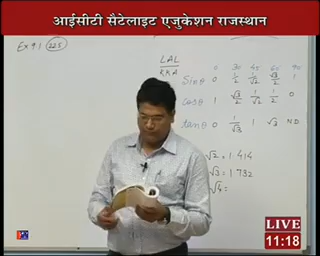 आईसीटी सैटेलाइट एजुकेशन राजस्थान
Ex 9.1 (225)
LAL
KKA
0 30 45 60 90
Sinθ 0 1/2 1/√2 √3/2 1
cosθ 1 √3/2 1/√2 1/2 0
tanθ 0 1/√3 1 √3 ND
√2 = 1.414
√3 = 1.732
√4 =
LIVE
11:18